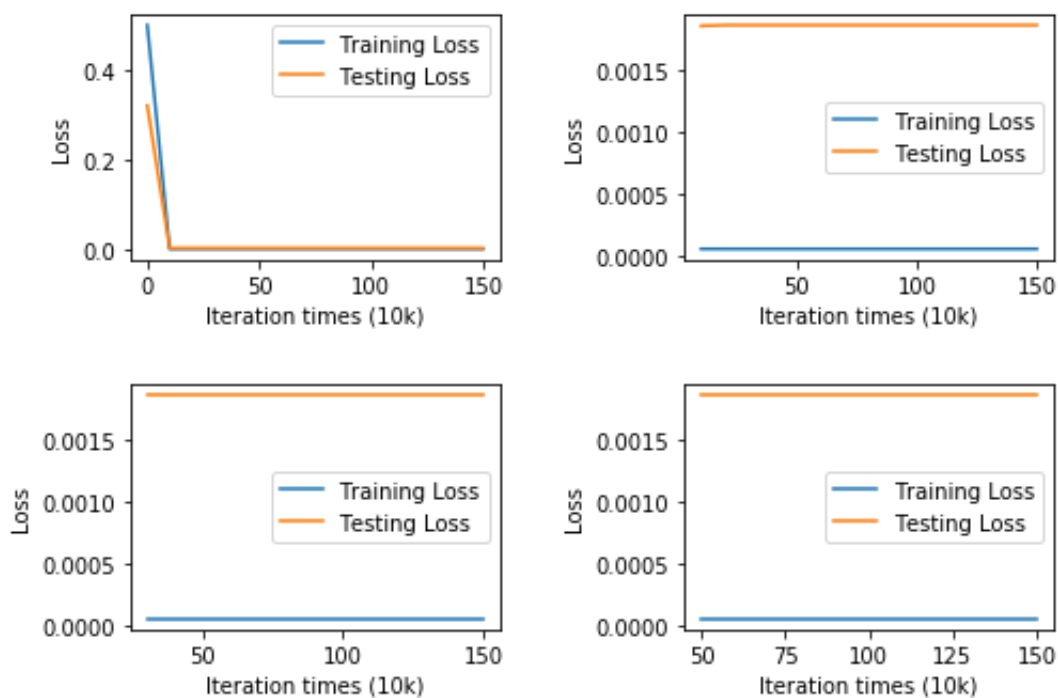 0.4
0.2
0.0
Loss
Training Loss
Testing Loss
0 50 100 150
Iteration times (10k)
0.0015
0.0010
0.0005
0.0000
Loss
Training Loss
Testing Loss
50 100 150
Iteration times (10k)
0.0015
0.0010
0.0005
0.0000
Loss
Training Loss
Testing Loss
50 100 150
Iteration times (10k)
0.0015
0.0010
0.0005
0.0000
Loss
Training Loss
Testing Loss
50 75 100 125 150
Iteration times (10k)